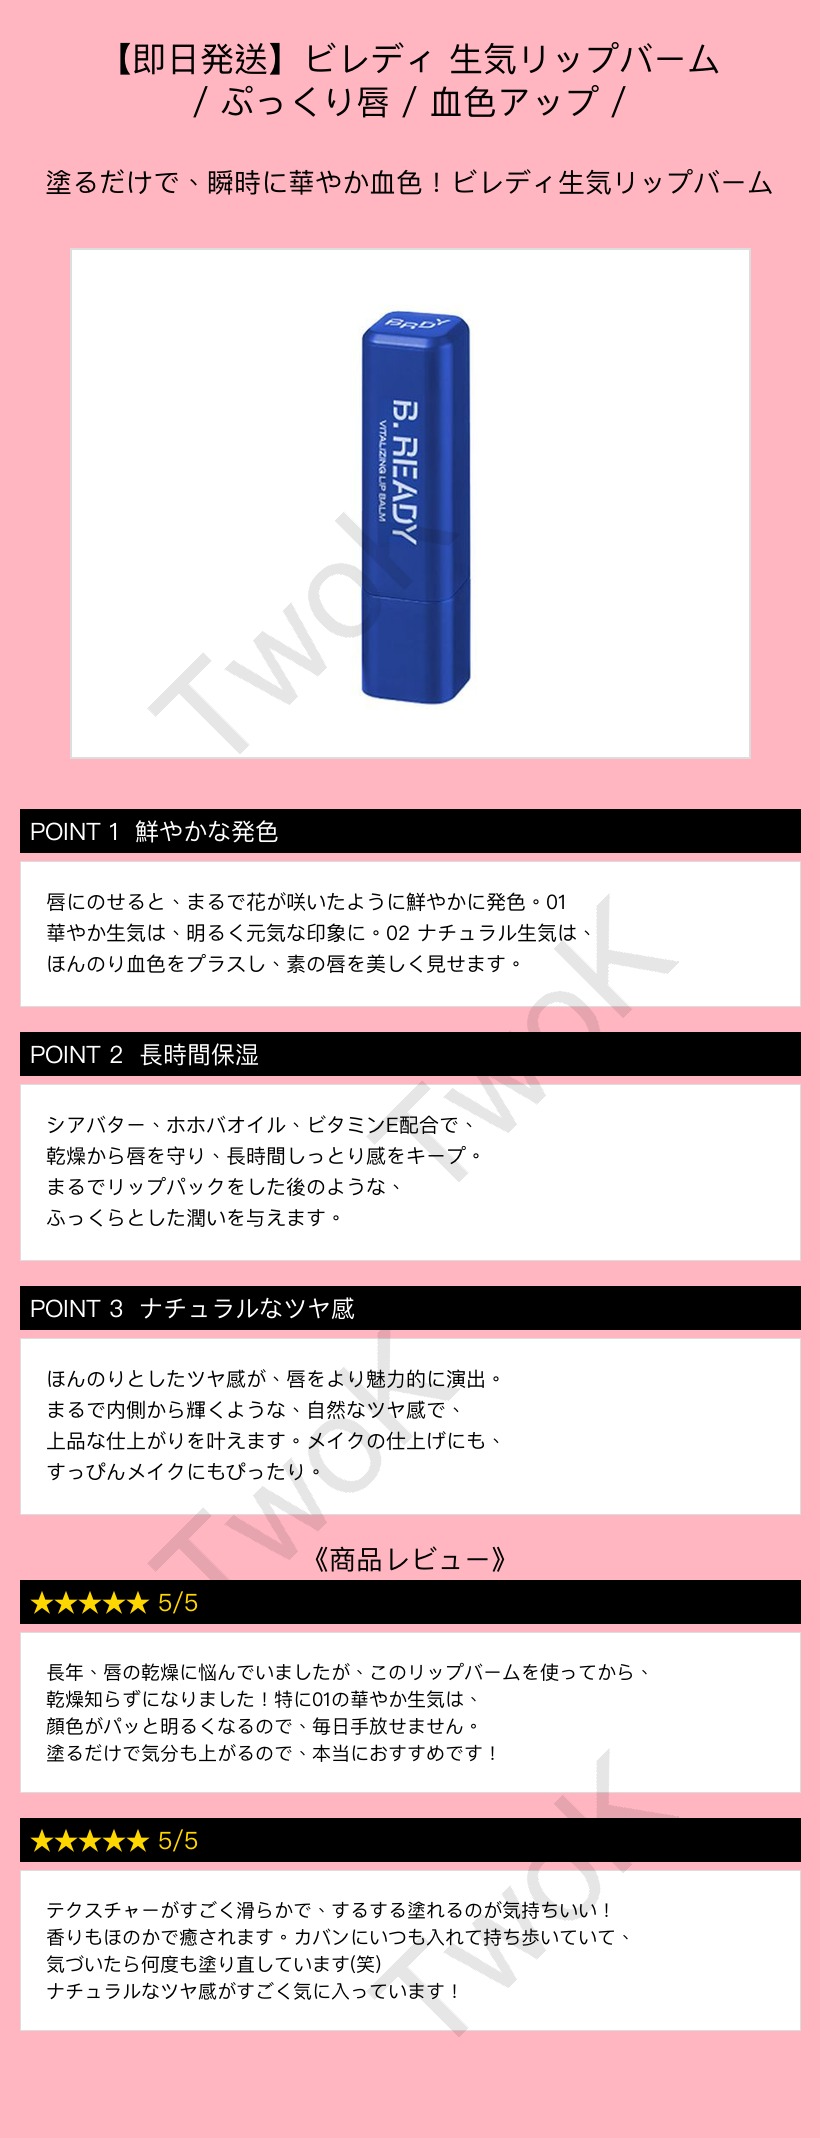 【即日発送】ビレディ 生気リップバーム
/ ぷっくり唇 / 血色アップ /
塗るだけで、瞬時に華やか血色！ビレディ生気リップバーム
BRDY
B. READY
VITALIZING LIP BALM
TwoK
POINT 1 鮮やかな発色
唇にのせると、まるで花が咲いたように鮮やかに発色。01
華やか生気は、明るく元気な印象に。02 ナチュラル生気は、
ほんのり血色をプラスし、素の唇を美しく見せます。
TwoK
POINT 2 長時間保湿
シアバター、ホホバオイル、ビタミンE配合で、
乾燥から唇を守り、長時間しっとり感をキープ。
まるでリップパックをした後のような、
ふっくらとした潤いを与えます。
POINT 3 ナチュラルなツヤ感
ほんのりとしたツヤ感が、唇をより魅力的に演出。
まるで内側から輝くような、自然なツヤ感で、
上品な仕上がりを叶えます。メイクの仕上げにも、
すっぴんメイクにもぴったり。
TwoK
《商品レビュー》
★★★★★ 5/5
長年、唇の乾燥に悩んでいましたが、このリップバームを使ってから、
乾燥知らずになりました！特に01の華やか生気は、
顔色がパッと明るくなるので、毎日手放せません。
塗るだけで気分も上がるので、本当におすすめです！
TwoK
★★★★★ 5/5
テクスチャーがすごく滑らかで、するする塗れるのが気持ちいい！
香りもほのかで癒されます。カバンにいつも入れて持ち歩いていて、
気づいたら何度も塗り直しています(笑)
ナチュラルなツヤ感がすごく気に入っています！